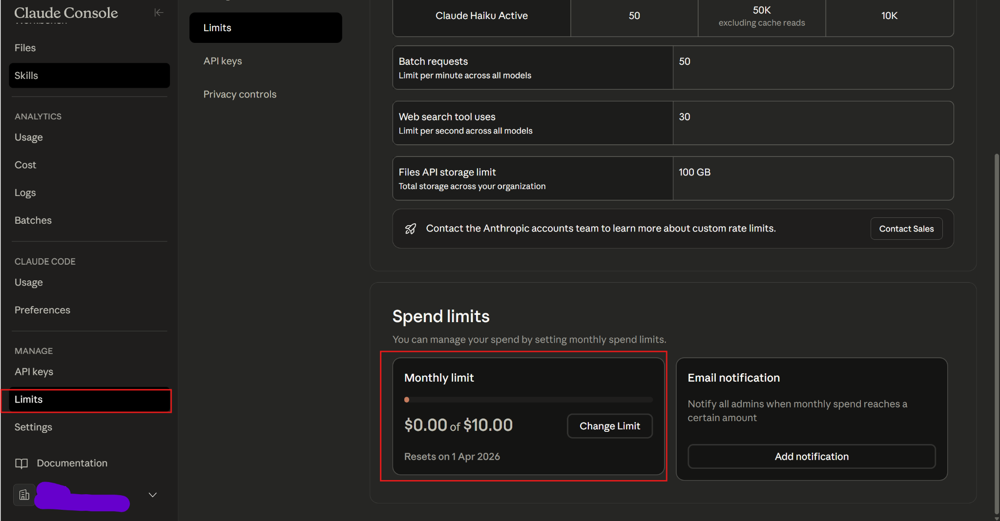 Claude Console
Files
Skills
ANALYTICS
Usage
Cost
Logs
Batches
CLAUDE CODE
Usage
Preferences
MANAGE
API keys
Limits
Settings
Documentation
Limits
API keys
Privacy controls
Claude Haiku Active
50
50K
excluding cache reads
10K
Batch requests
Limit per minute across all models
50
Web search tool uses
Limit per second across all models
30
Files API storage limit
Total storage across your organization
100 GB
Contact the Anthropic accounts team to learn more about custom rate limits.
Contact Sales
Spend limits
You can manage your spend by setting monthly spend limits.
Monthly limit
$0.00 of $10.00
Change Limit
Resets on 1 Apr 2026
Email notification
Notify all admins when monthly spend reaches a
certain amount
Add notification